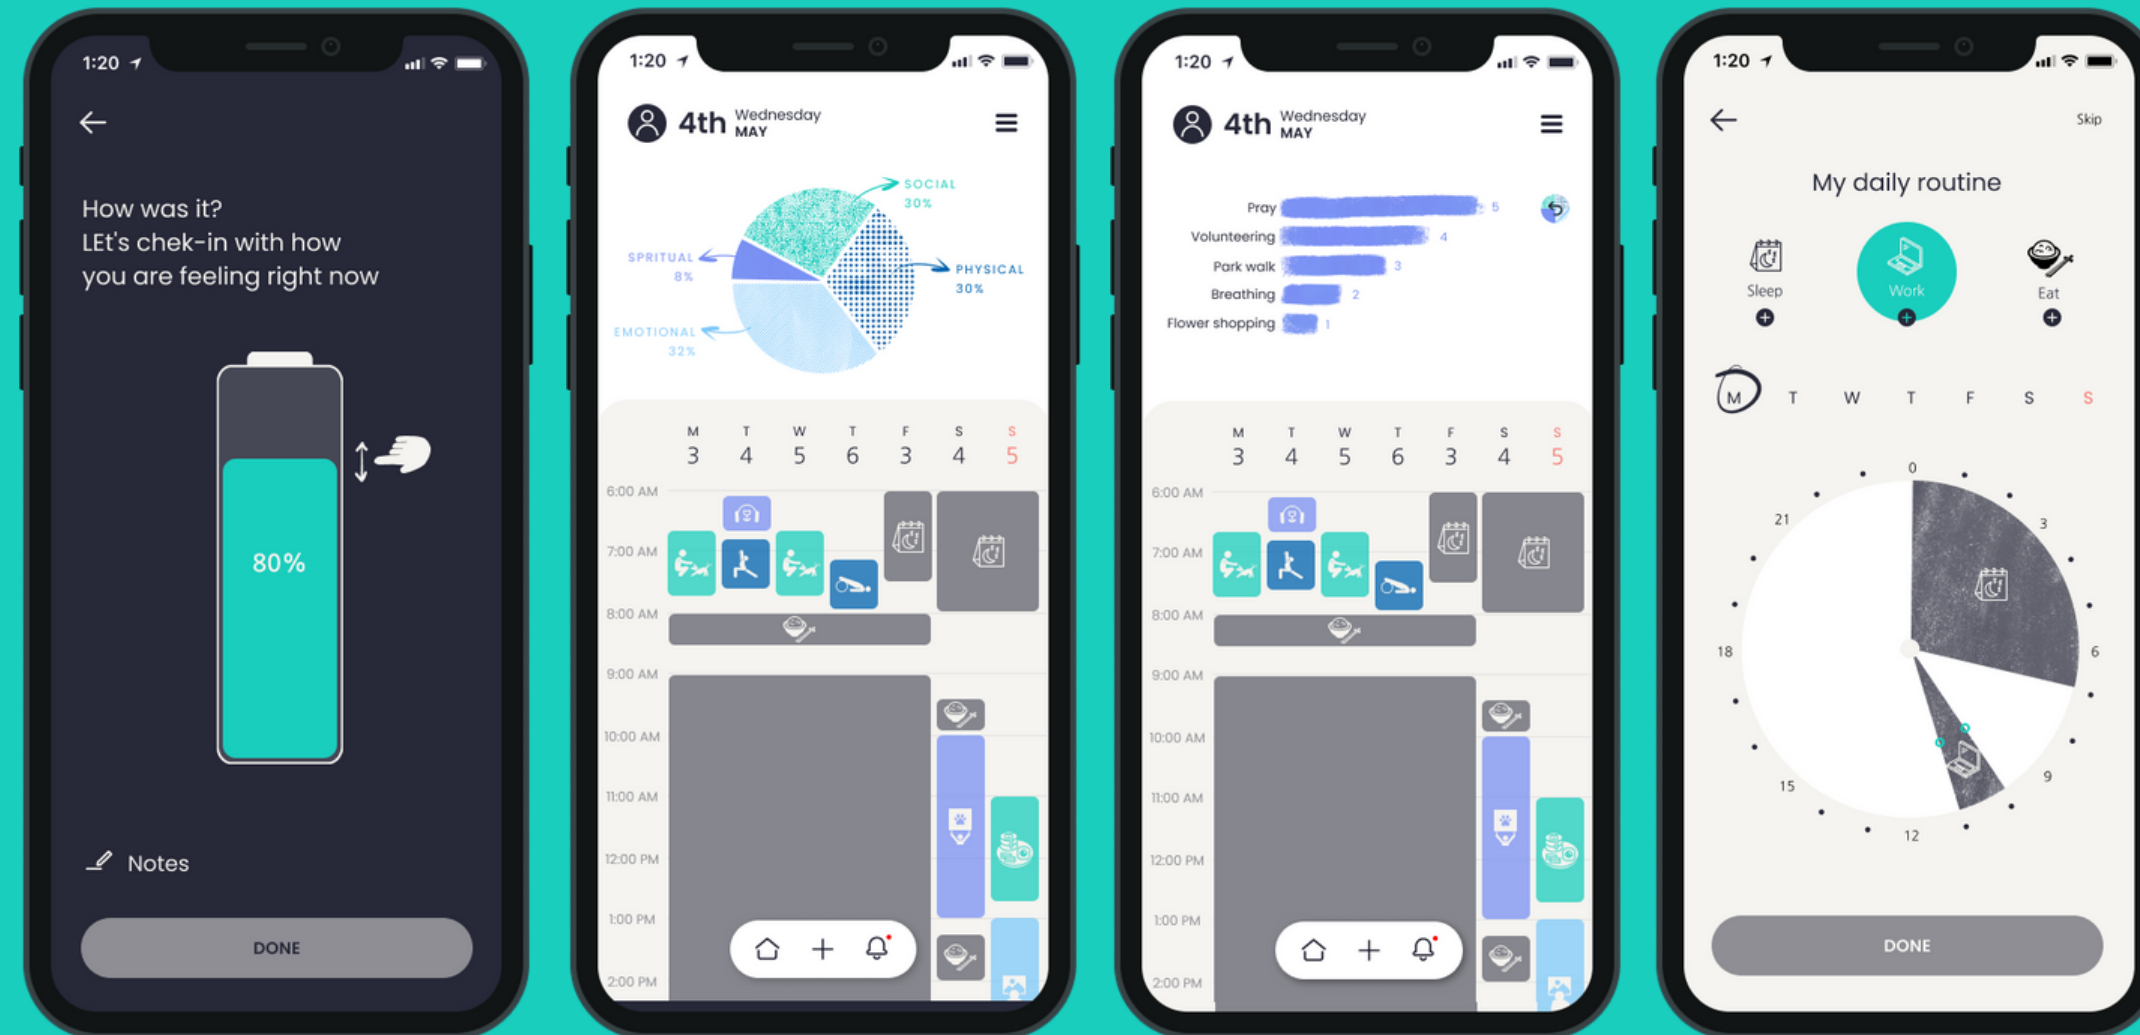 1:20
How was it?
LEt's chek-in with how
you are feeling right now
80%
Notes
DONE
1:20
4th Wednesday
MAY
SOCIAL
30%
SPRITUAL
8%
PHYSICAL
30%
EMOTIONAL
32%
M T W T F S S
3 4 5 6 3 4 5
6:00 AM
7:00 AM
8:00 AM
9:00 AM
10:00 AM
11:00 AM
12:00 PM
1:00 PM
2:00 PM
1:20
4th Wednesday
MAY
Pray 5
Volunteering 4
Park walk 3
Breathing 2
Flower shopping 1
M T W T F S S
3 4 5 6 3 4 5
6:00 AM
7:00 AM
8:00 AM
9:00 AM
10:00 AM
11:00 AM
12:00 PM
1:00 PM
2:00 PM
1:20
Skip
My daily routine
Sleep Work Eat
M T W T F S S
0
21 3
18 6
15 9
12
DONE